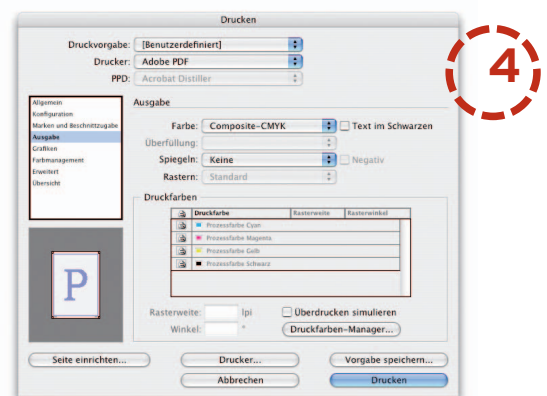 Drucken
4
Druckvorgabe: [Benutzerdefiniert]
Drucker: Adobe PDF
PPD: Acrobat Distiller
Allgemein
Konfiguration
Marken und Beschnittzugabe
Ausgabe
Grafiken
Farbmanagement
Erweitert
Übersicht
Ausgabe
Farbe: Composite-CMYK Text im Schwarzen
Überfüllung:
Spiegeln: Keine Negativ
Rastern: Standard
Druckfarben
Druckfarbe Rasterweite Rasterwinkel
Prozessfarbe Cyan
Prozessfarbe Magenta
Prozessfarbe Gelb
Prozessfarbe Schwarz
P
Rasterweite: lpi Überdrucken simulieren
Winkel: ° Druckfarben-Manager...
Seite einrichten... Drucker... Vorgabe speichern...
Abbrechen Drucken